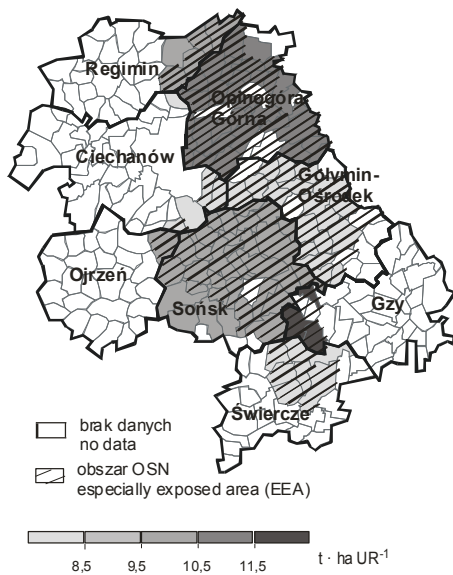 Regimin
Opinogóra
Górna
Ciechanów
Gołymin-
Ośrodek
Ojrzeń
Sońsk
Gzy
Świercze
brak danych
no data
obszar OSN
especially exposed area (EEA)
8,5 9,5 10,5 11,5 t · ha UR⁻¹